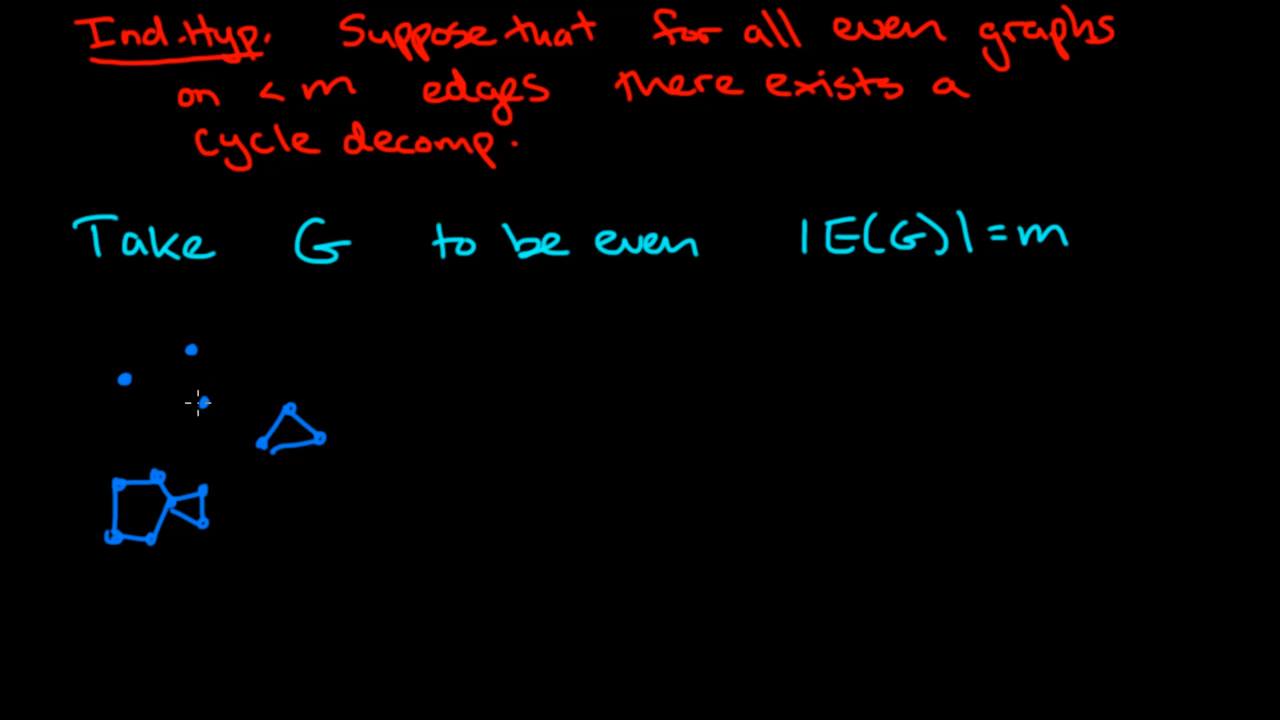 Ind. Hyp. Suppose that for all even graphs
on < m edges there exists a
cycle decomp.
Take G to be even |E(G)| = m